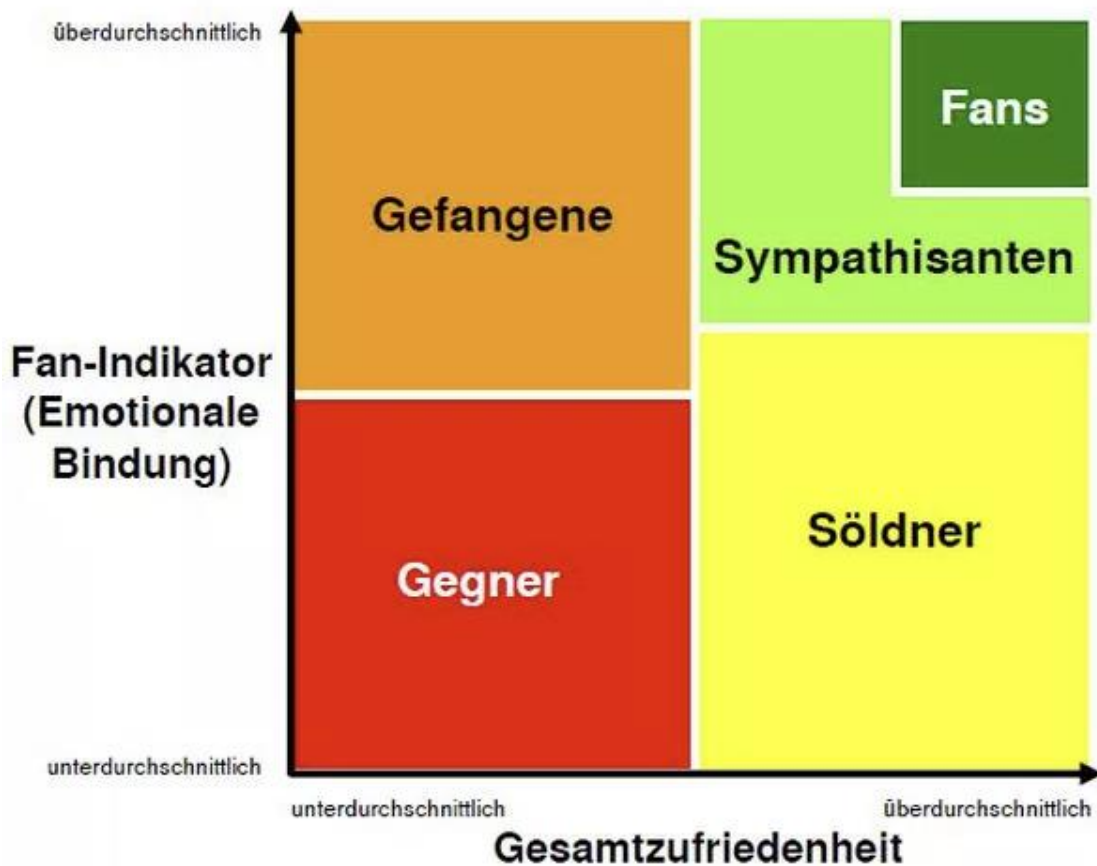 überdurchschnittlich
Fans
Gefangene
Sympathisanten
Fan-Indikator
(Emotionale
Bindung)
Söldner
Gegner
unterdurchschnittlich
unterdurchschnittlich
überdurchschnittlich
Gesamtzufriedenheit